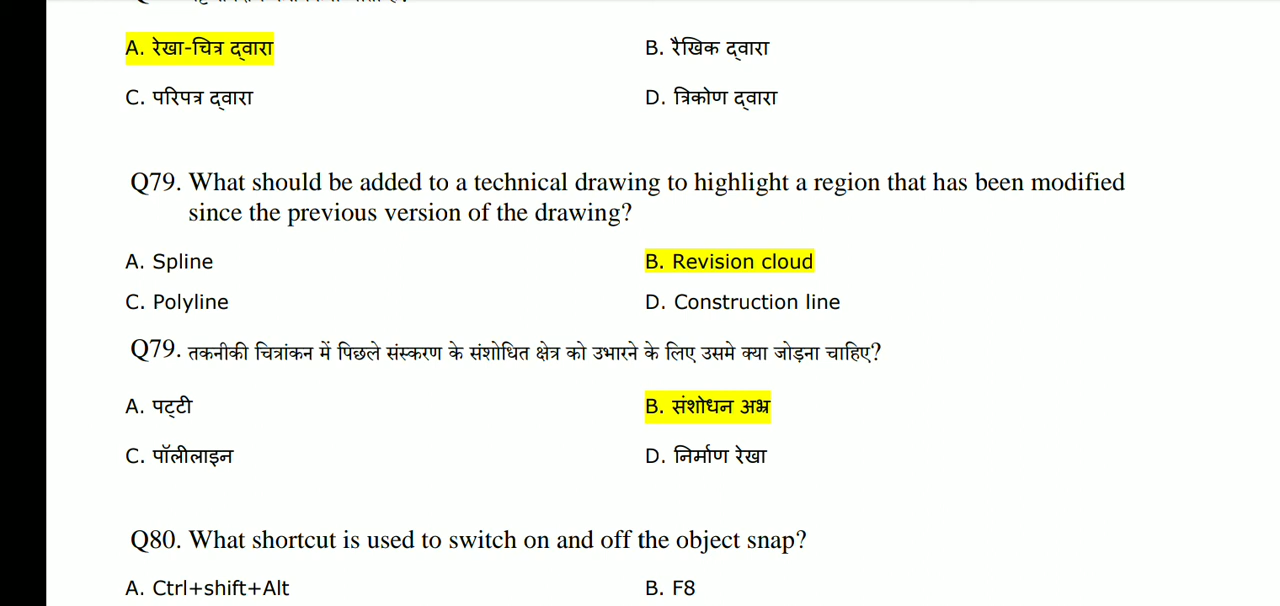 A. रेखा-चित्र द्वारा B. रैखिक द्वारा
C. परिपत्र द्वारा D. त्रिकोण द्वारा
Q79. What should be added to a technical drawing to highlight a region that has been modified
since the previous version of the drawing?
A. Spline B. Revision cloud
C. Polyline D. Construction line
Q79. तकनीकी चित्रांकन में पिछले संस्करण के संशोधित क्षेत्र को उभारने के लिए उसमे क्या जोड़ना चाहिए?
A. पट्टी B. संशोधन अभ्र
C. पॉलीलाइन D. निर्माण रेखा
Q80. What shortcut is used to switch on and off the object snap?
A. Ctrl+shift+Alt B. F8